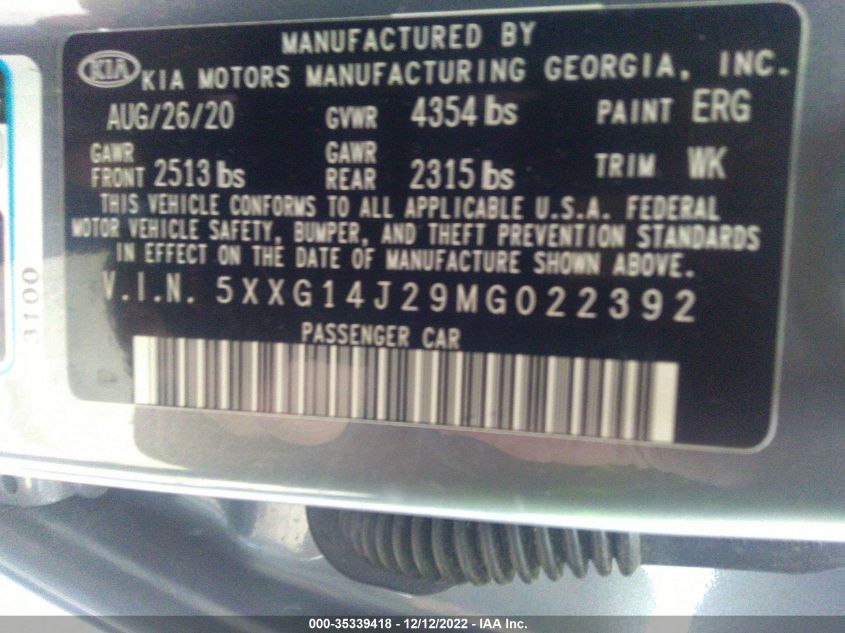 MANUFACTURED BY
KIA KIA MOTORS MANUFACTURING GEORGIA, INC.
AUG/26/20 GVWR 4354 lbs PAINT ERG
GAWR FRONT 2513 lbs GAWR REAR 2315 lbs TRIM WK
THIS VEHICLE CONFORMS TO ALL APPLICABLE U.S.A. FEDERAL
MOTOR VEHICLE SAFETY, BUMPER, AND THEFT PREVENTION STANDARDS
IN EFFECT ON THE DATE OF MANUFACTURE SHOWN ABOVE.
V.I.N. 5XXG14J29MG022392
PASSENGER CAR
3100
000-35339418 - 12/12/2022 - IAA Inc.